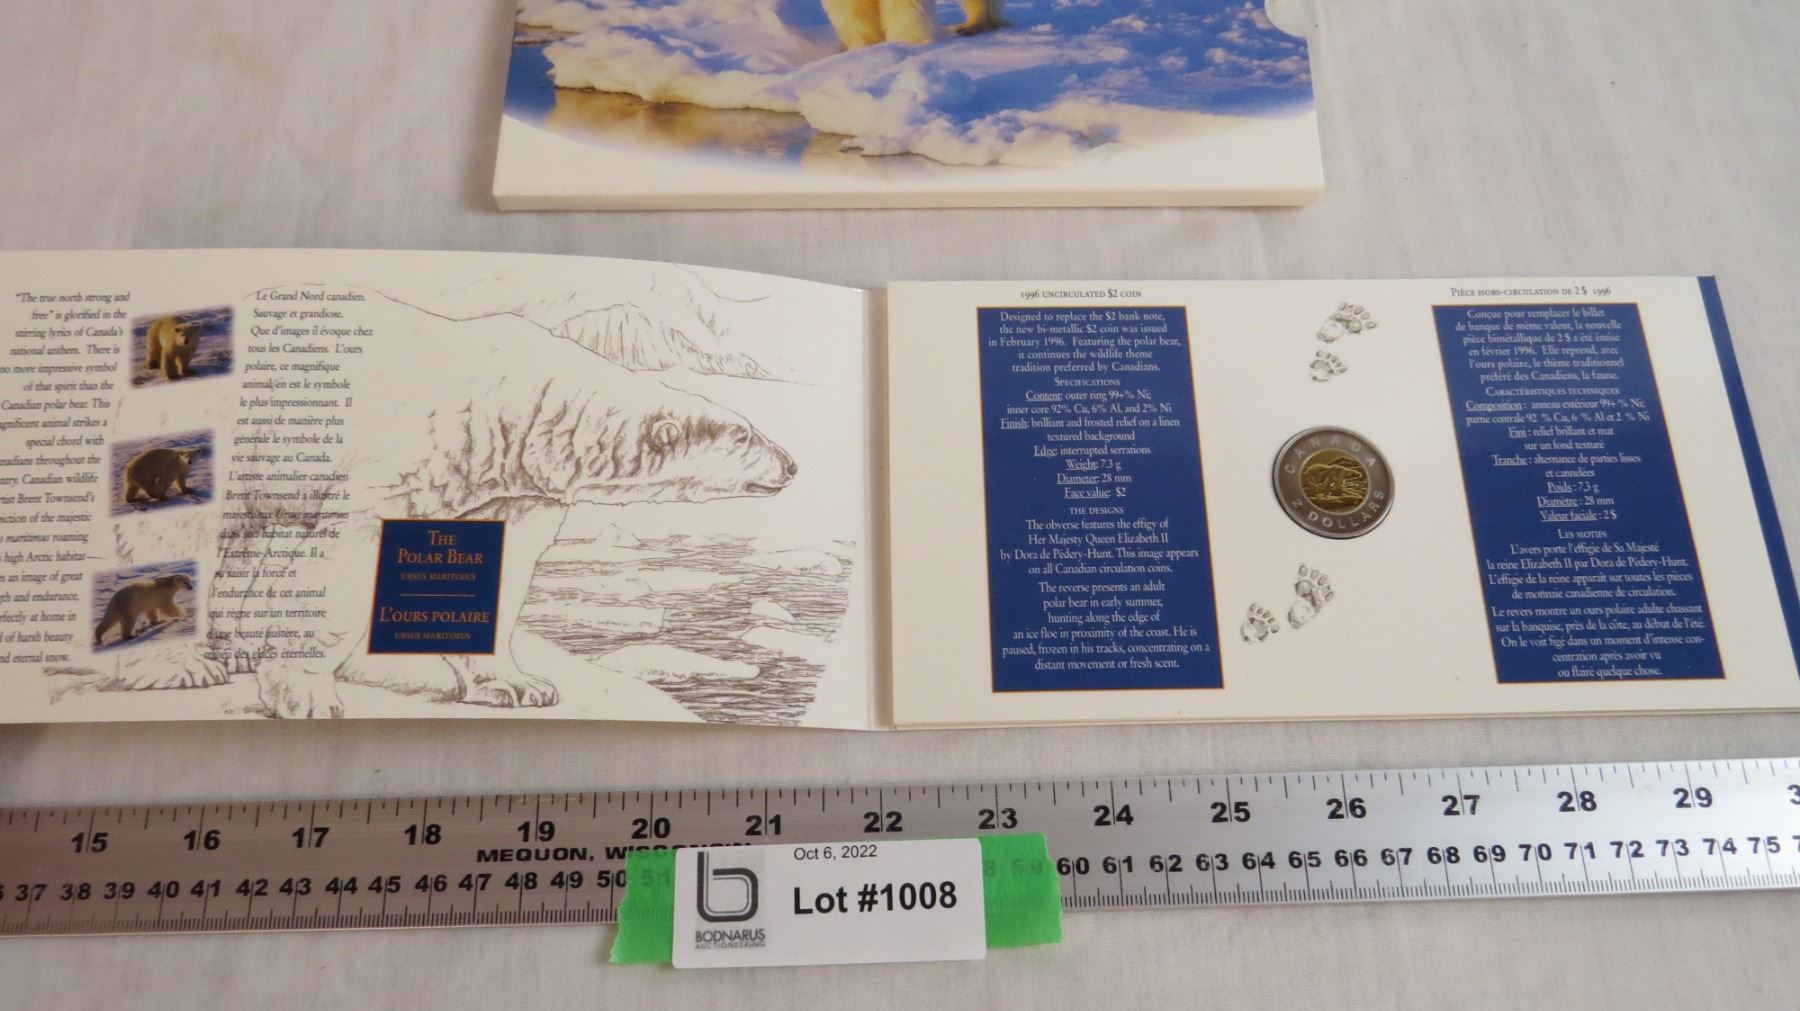 "The true north strong and
free" is glorified in the
stirring lyrics of Canada's
national anthem. There is
no more impressive symbol
of that spirit than the
Canadian polar bear. This
animal strikes a
special chord with
throughout the
Canadian wildlife
Brent Townsend's
of the majestic
maritimus roaming
high Arctic habitat
an image of great
and endurance,
at home in
of harsh beauty
eternal snow.
Le Grand Nord canadien.
Sauvage et grandiose.
Que d'images il évoque chez
tous les Canadiens. L'ours
polaire, ce magnifique
animal, en est le symbole
le plus impressionnant. Il
est aussi de manière plus
générale le symbole de la
vie sauvage au Canada.
L'artiste animalier canadien
Brent Townsend a illustré le
majestueux Ursus maritimus
dans son habitat naturel de
l'Extrême-Arctique. Il a
su saisir la force et
l'endurance de cet animal
qui règne sur un territoire
d'une beauté austère, au
milieu des glaces éternelles.
THE
POLAR BEAR
URSUS MARITIMUS
L'OURS POLAIRE
URSUS MARITIMUS
1996 UNCIRCULATED $2 COIN
Designed to replace the $2 bank note,
the new bi-metallic $2 coin was issued
in February 1996. Featuring the polar bear,
it continues the wildlife theme
tradition preferred by Canadians.
SPECIFICATIONS
Content: outer ring 99+% Ni;
inner core 92% Cu, 6% Al, and 2% Ni
Finish: brilliant and frosted relief on a linen
textured background
Edge: interrupted serrations
Weight: 7.3 g
Diameter: 28 mm
Face value: $2
THE DESIGNS
The obverse features the effigy of
Her Majesty Queen Elizabeth II
by Dora de Pédery-Hunt. This image appears
on all Canadian circulation coins.
The reverse presents an adult
polar bear in early summer,
hunting along the edge of
an ice floe in proximity of the coast. He is
paused, frozen in his tracks, concentrating on a
distant movement or fresh scent.
CANADA
2 DOLLARS
PIÈCE HORS-CIRCULATION DE 2 $ 1996
Conçue pour remplacer le billet
de banque de même valeur, la nouvelle
pièce bimétallique de 2 $ a été émise
en février 1996. Elle reprend, avec
l'ours polaire, le thème traditionnel
préféré des Canadiens, la faune.
CARACTÉRISTIQUES TECHNIQUES
Composition : anneau extérieur 99+ % Ni;
partie centrale 92 % Cu, 6 % Al et 2 % Ni
Fini : relief brillant et mat
sur un fond texturé
Tranche : alternance de parties lisses
et cannelées
Poids : 7,3 g
Diamètre : 28 mm
Valeur faciale : 2 $
LES MOTIFS
L'avers porte l'effigie de Sa Majesté
la reine Elizabeth II par Dora de Pédery-Hunt.
L'effigie de la reine apparaît sur toutes les pièces
de monnaie canadienne de circulation.
Le revers montre un ours polaire adulte chassant
sur la banquise, près de la côte, au début de l'été.
On le voit figé dans un moment d'intense con-
centration après avoir vu
ou flairé quelque chose.
15 16 17 18 19 20 21 22 23 24 25 26 27 28 29
MEQUON, WISCONSIN
37 38 39 40 41 42 43 44 45 46 47 48 49 50 51 59 60 61 62 63 64 65 66 67 68 69 70 71 72 73 74 75
Oct 6, 2022
Lot #1008
b
BODNARUS
AUCTIONEERING